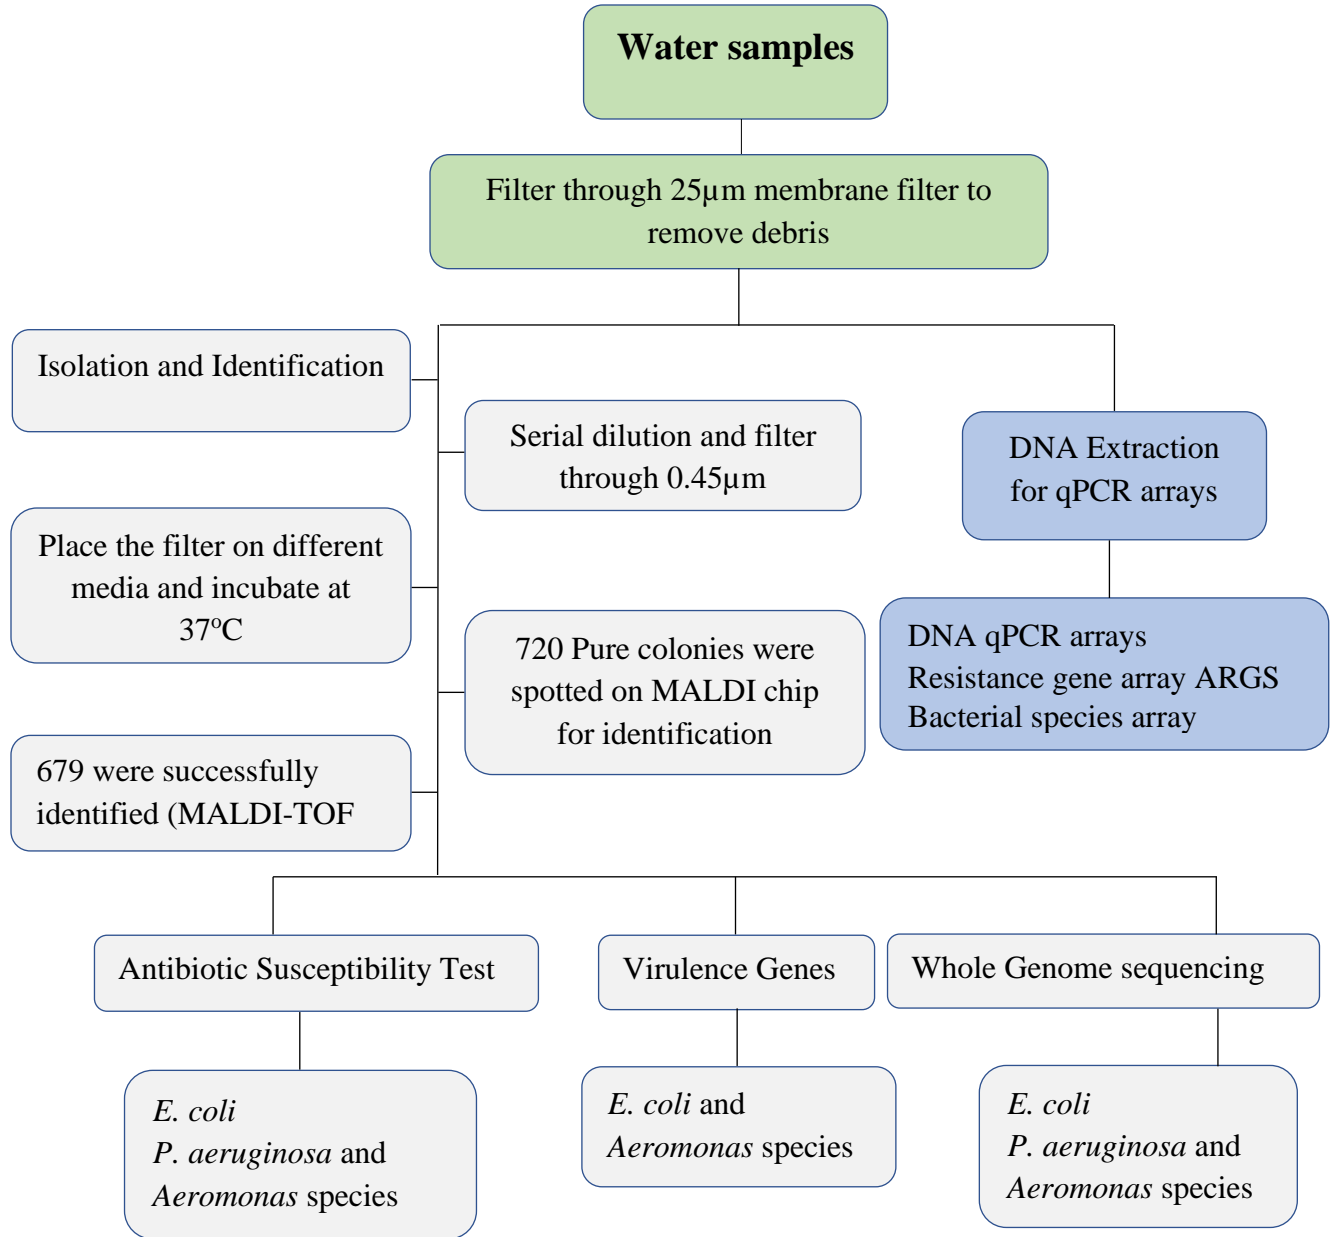 Water samples
Filter through 25µm membrane filter to
remove debris
Isolation and Identification
Serial dilution and filter
through 0.45µm
DNA Extraction
for qPCR arrays
Place the filter on different
media and incubate at
37ºC
720 Pure colonies were
spotted on MALDI chip
for identification
DNA qPCR arrays
Resistance gene array ARGS
Bacterial species array
679 were successfully
identified (MALDI-TOF
Antibiotic Susceptibility Test
Virulence Genes
Whole Genome sequencing
E. coli
P. aeruginosa and
Aeromonas species
E. coli and
Aeromonas species
E. coli
P. aeruginosa and
Aeromonas species